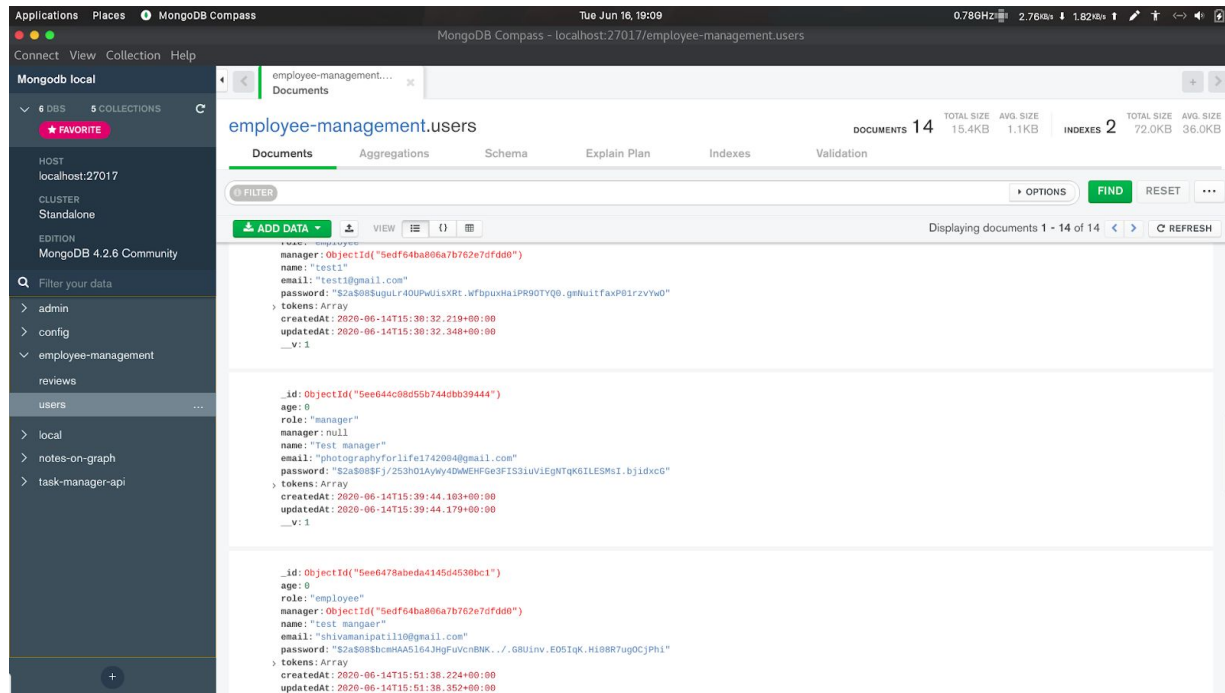 Applications Places MongoDB Compass Tue Jun 16, 19:09 0.78GHz 2.76KB/s 1.82KB/s
MongoDB Compass - localhost:27017/employee-management.users
Connect View Collection Help
Mongodb local
6 DBS 5 COLLECTIONS
FAVORITE
HOST
localhost:27017
CLUSTER
Standalone
EDITION
MongoDB 4.2.6 Community
Filter your data
admin
config
employee-management
reviews
users ...
local
notes-on-graph
task-manager-api
employee-management....
Documents
employee-management.users
DOCUMENTS 14 TOTAL SIZE 15.4KB AVG. SIZE 1.1KB INDEXES 2 TOTAL SIZE 72.0KB AVG. SIZE 36.0KB
Documents Aggregations Schema Explain Plan Indexes Validation
FILTER OPTIONS FIND RESET ...
ADD DATA VIEW {} Displaying documents 1 - 14 of 14 REFRESH
role: "employee"
manager: ObjectId("5edf64ba806a7b762e7dfdd0")
name: "test1"
email: "test1@gmail.com"
password: "$2a$08$uguLr4OUPwUisXRt.WfbpuxHaiPR9OTYQ0.gmNuitfaxP01rzvYwO"
tokens: Array
createdAt: 2020-06-14T15:30:32.219+00:00
updatedAt: 2020-06-14T15:30:32.348+00:00
__v: 1
_id: ObjectId("5ee644c08d55b744dbb39444")
age: 0
role: "manager"
manager: null
name: "Test manager"
email: "photographyforlife1742004@gmail.com"
password: "$2a$08$Fj/253hO1AyWy4DWWEHFGe3FIS3iuViEgNTqK6ILESMsI.bjidxcG"
tokens: Array
createdAt: 2020-06-14T15:39:44.103+00:00
updatedAt: 2020-06-14T15:39:44.179+00:00
__v: 1
_id: ObjectId("5ee6478abeda4145d4530bc1")
age: 0
role: "employee"
manager: ObjectId("5edf64ba806a7b762e7dfdd0")
name: "test mangaer"
email: "shivamanipatil10@gmail.com"
password: "$2a$08$bcmHAA5l64JHgFuVcnBNK../.G8Uinv.EO5IqK.Hi08R7ugOCjPhi"
tokens: Array
createdAt: 2020-06-14T15:51:38.224+00:00
updatedAt: 2020-06-14T15:51:38.352+00:00